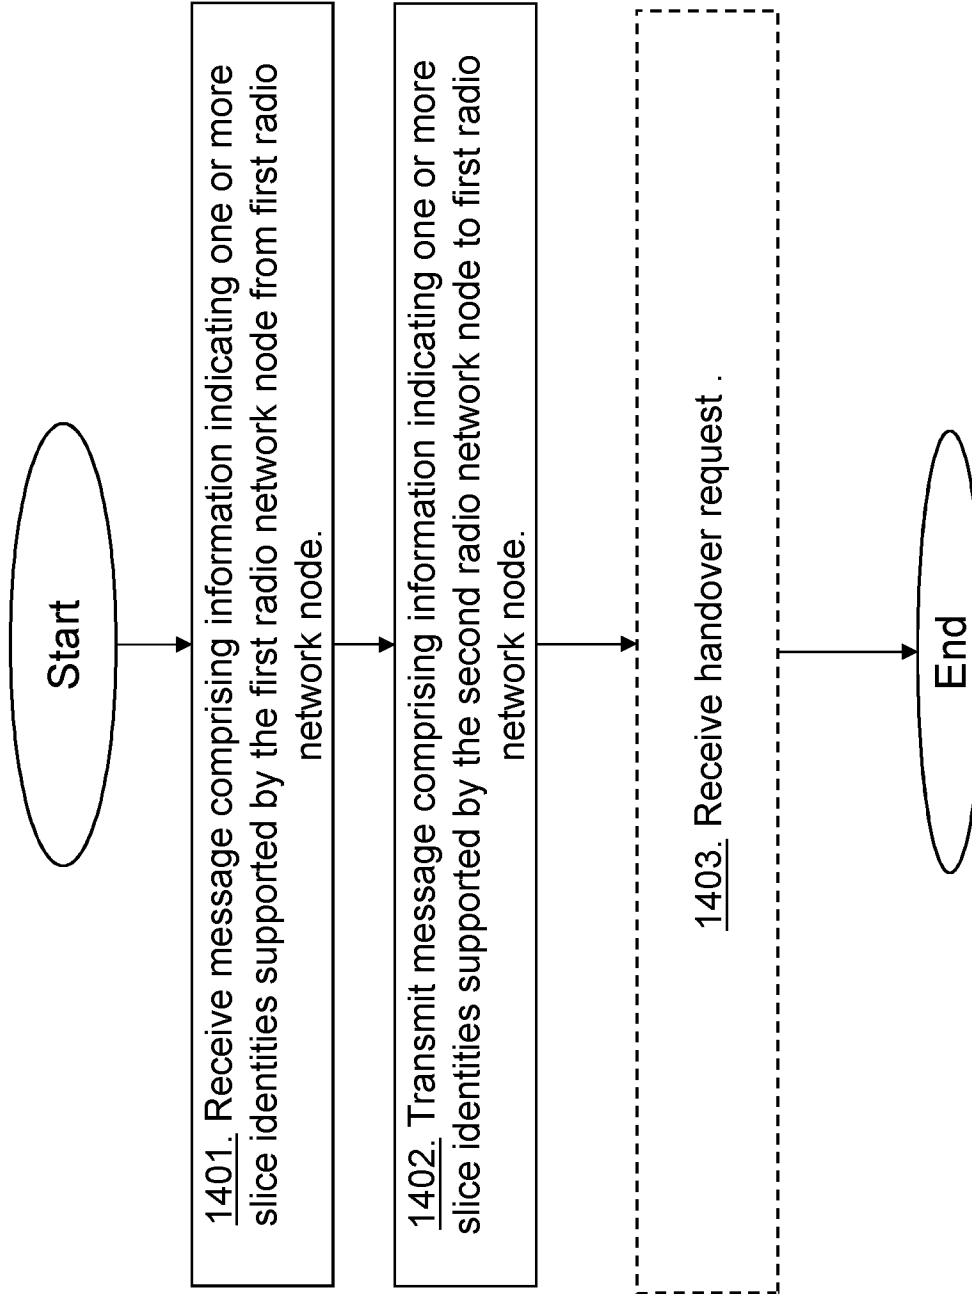 Start
1401. Receive message comprising information indicating one or more
slice identities supported by the first radio network node from first radio
network node.
1402. Transmit message comprising information indicating one or more
slice identities supported by the second radio network node to first radio
network node.
1403. Receive handover request .
End